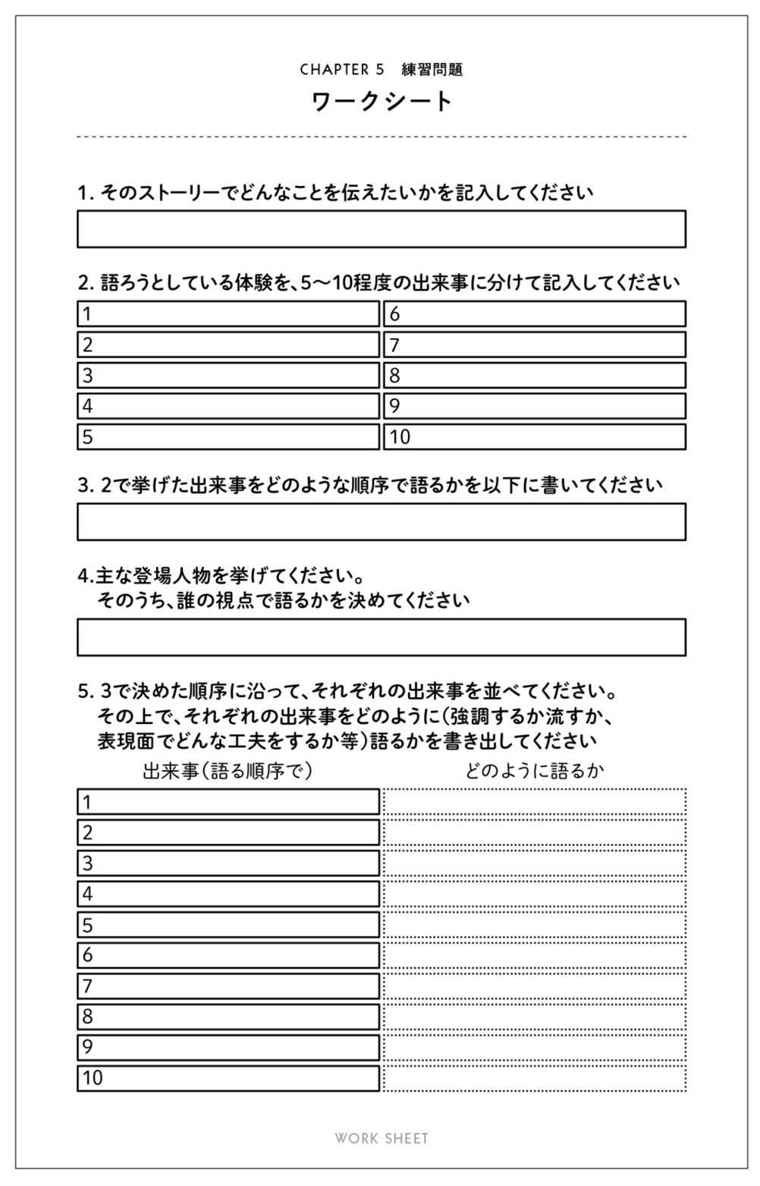 CHAPTER 5　練習問題
ワークシート
1. そのストーリーでどんなことを伝えたいかを記入してください
2. 語ろうとしている体験を、5〜10程度の出来事に分けて記入してください
1
6
2
7
3
8
4
9
5
10
3. 2で挙げた出来事をどのような順序で語るかを以下に書いてください
4.主な登場人物を挙げてください。
そのうち、誰の視点で語るかを決めてください
5. 3で決めた順序に沿って、それぞれの出来事を並べてください。
その上で、それぞれの出来事をどのように（強調するか流すか、
表現面でどんな工夫をするか等）語るかを書き出してください
出来事（語る順序で）
どのように語るか
1
2
3
4
5
6
7
8
9
10
WORK SHEET